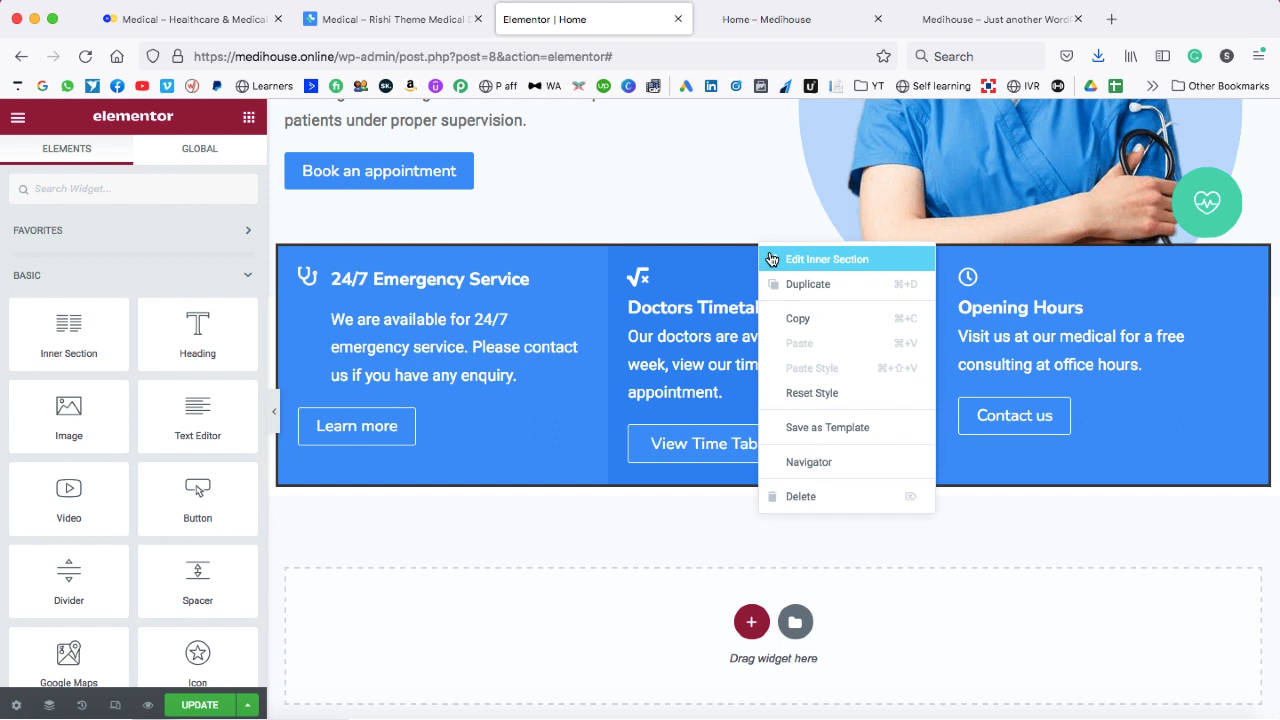 Medical – Healthcare & Medical
Medical – Rishi Theme Medical D
Elementor | Home
Home – Medihouse
Medihouse – Just another Word
https://medihouse.online/wp-admin/post.php?post=8&action=elementor#
Search
S
Learners
P aff
WA
YT
Self learning
IVR
Other Bookmarks
elementor
ELEMENTS
GLOBAL
Search Widget...
FAVORITES
BASIC
Inner Section
Heading
Image
Text Editor
Video
Button
Divider
Spacer
Google Maps
Icon
UPDATE
patients under proper supervision.
Book an appointment
24/7 Emergency Service
We are available for 24/7
emergency service. Please contact
us if you have any enquiry.
Learn more
Doctors Timetal
Our doctors are av
week, view our tim
appointment.
View Time Tab
Edit Inner Section
Duplicate ⌘+D
Copy ⌘+C
Paste ⌘+V
Paste Style ⌘+⇧+V
Reset Style
Save as Template
Navigator
Delete
Opening Hours
Visit us at our medical for a free
consulting at office hours.
Contact us
Drag widget here